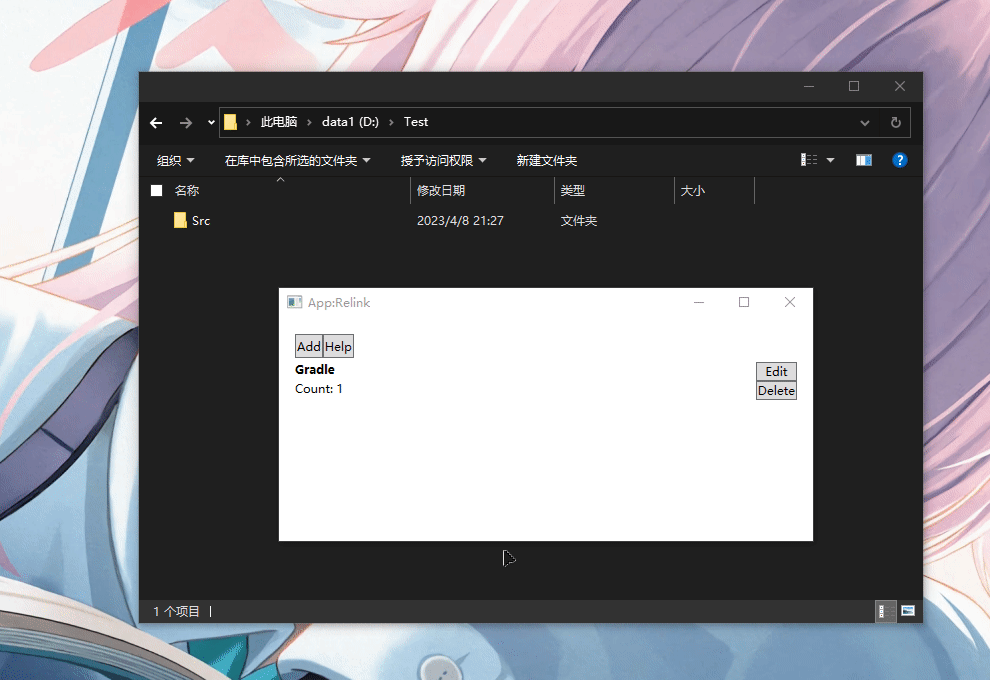 此电脑 › data1 (D:) › Test
组织 在库中包含所选的文件夹 授予访问权限 新建文件夹 ?
名称 修改日期 类型 大小
Src 2023/4/8 21:27 文件夹
App:Relink
Add Help
Gradle Edit
Count: 1 Delete
1 个项目